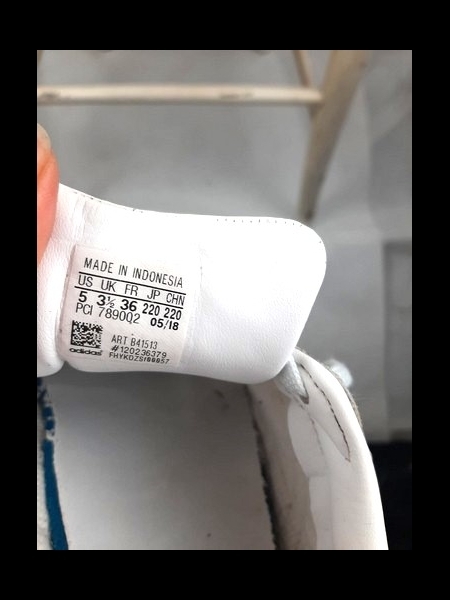 MADE IN INDONESIA
US UK FR JP CHN
5 3½ 36 220 220
PCI 789002 05/18
ART B41513
#120236379
adidas FHYKDZS100057